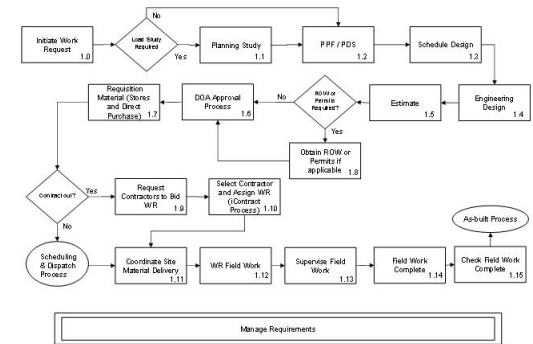 No
Initiate Work
Request
1.0
Load Study
Required
Yes
Planning Study
1.1
PPF / PDS
1.2
Schedule Design
1.3
Requisition
Material (Stores
and Direct
Purchase)
1.7
DOA Approval
Process
1.6
No
ROW or
Permits
Required?
Yes
Estimate
1.5
Engineering
Design
1.4
Obtain ROW or
Permits if
applicable
1.8
Contract out?
Yes
Request
Contractors to Bid
WR
1.9
Select Contractor
and Assign WR
(iContract
Process)
1.10
No
As-built Process
Scheduling
& Dispatch
Process
Coordinate Site
Material Delivery
1.11
WR Field Work
1.12
Supervise Field
Work
1.13
Field Work
Complete
1.14
Check Field Work
Complete
1.15
Manage Requirements